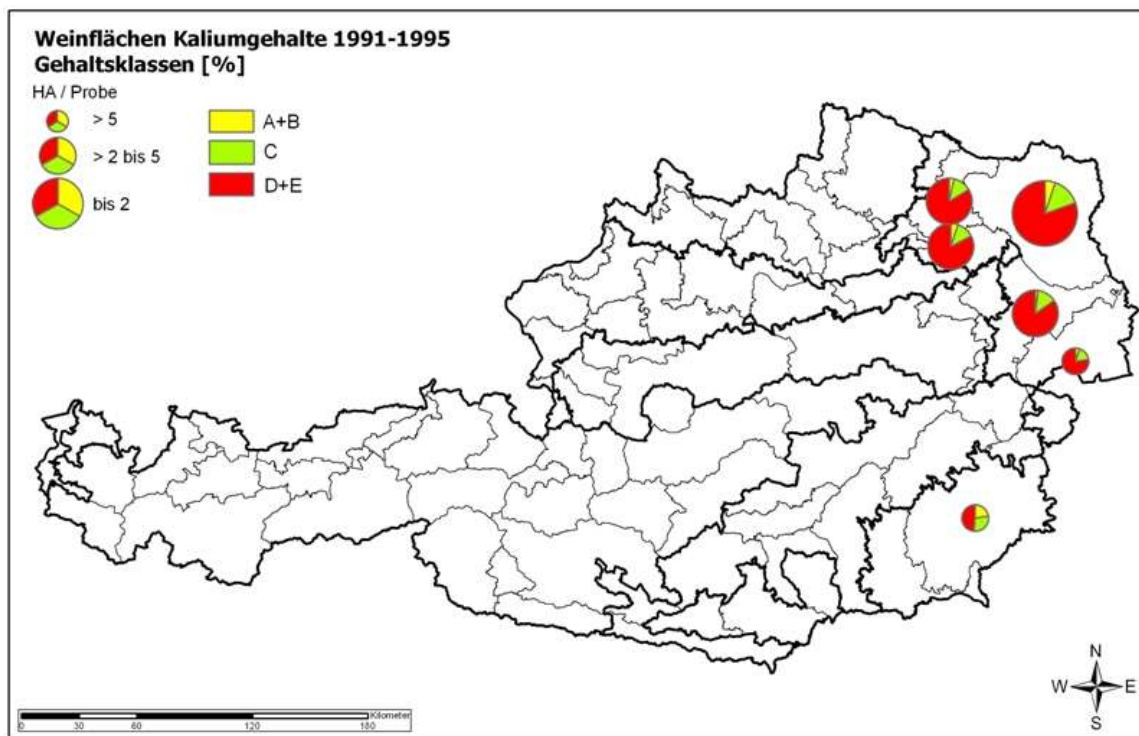 Weinflächen Kaliumgehalte 1991-1995
Gehaltsklassen [%]
HA / Probe
> 5
> 2 bis 5
bis 2
A+B
C
D+E
N
W E
S
Kilometer
0 30 60 120 180